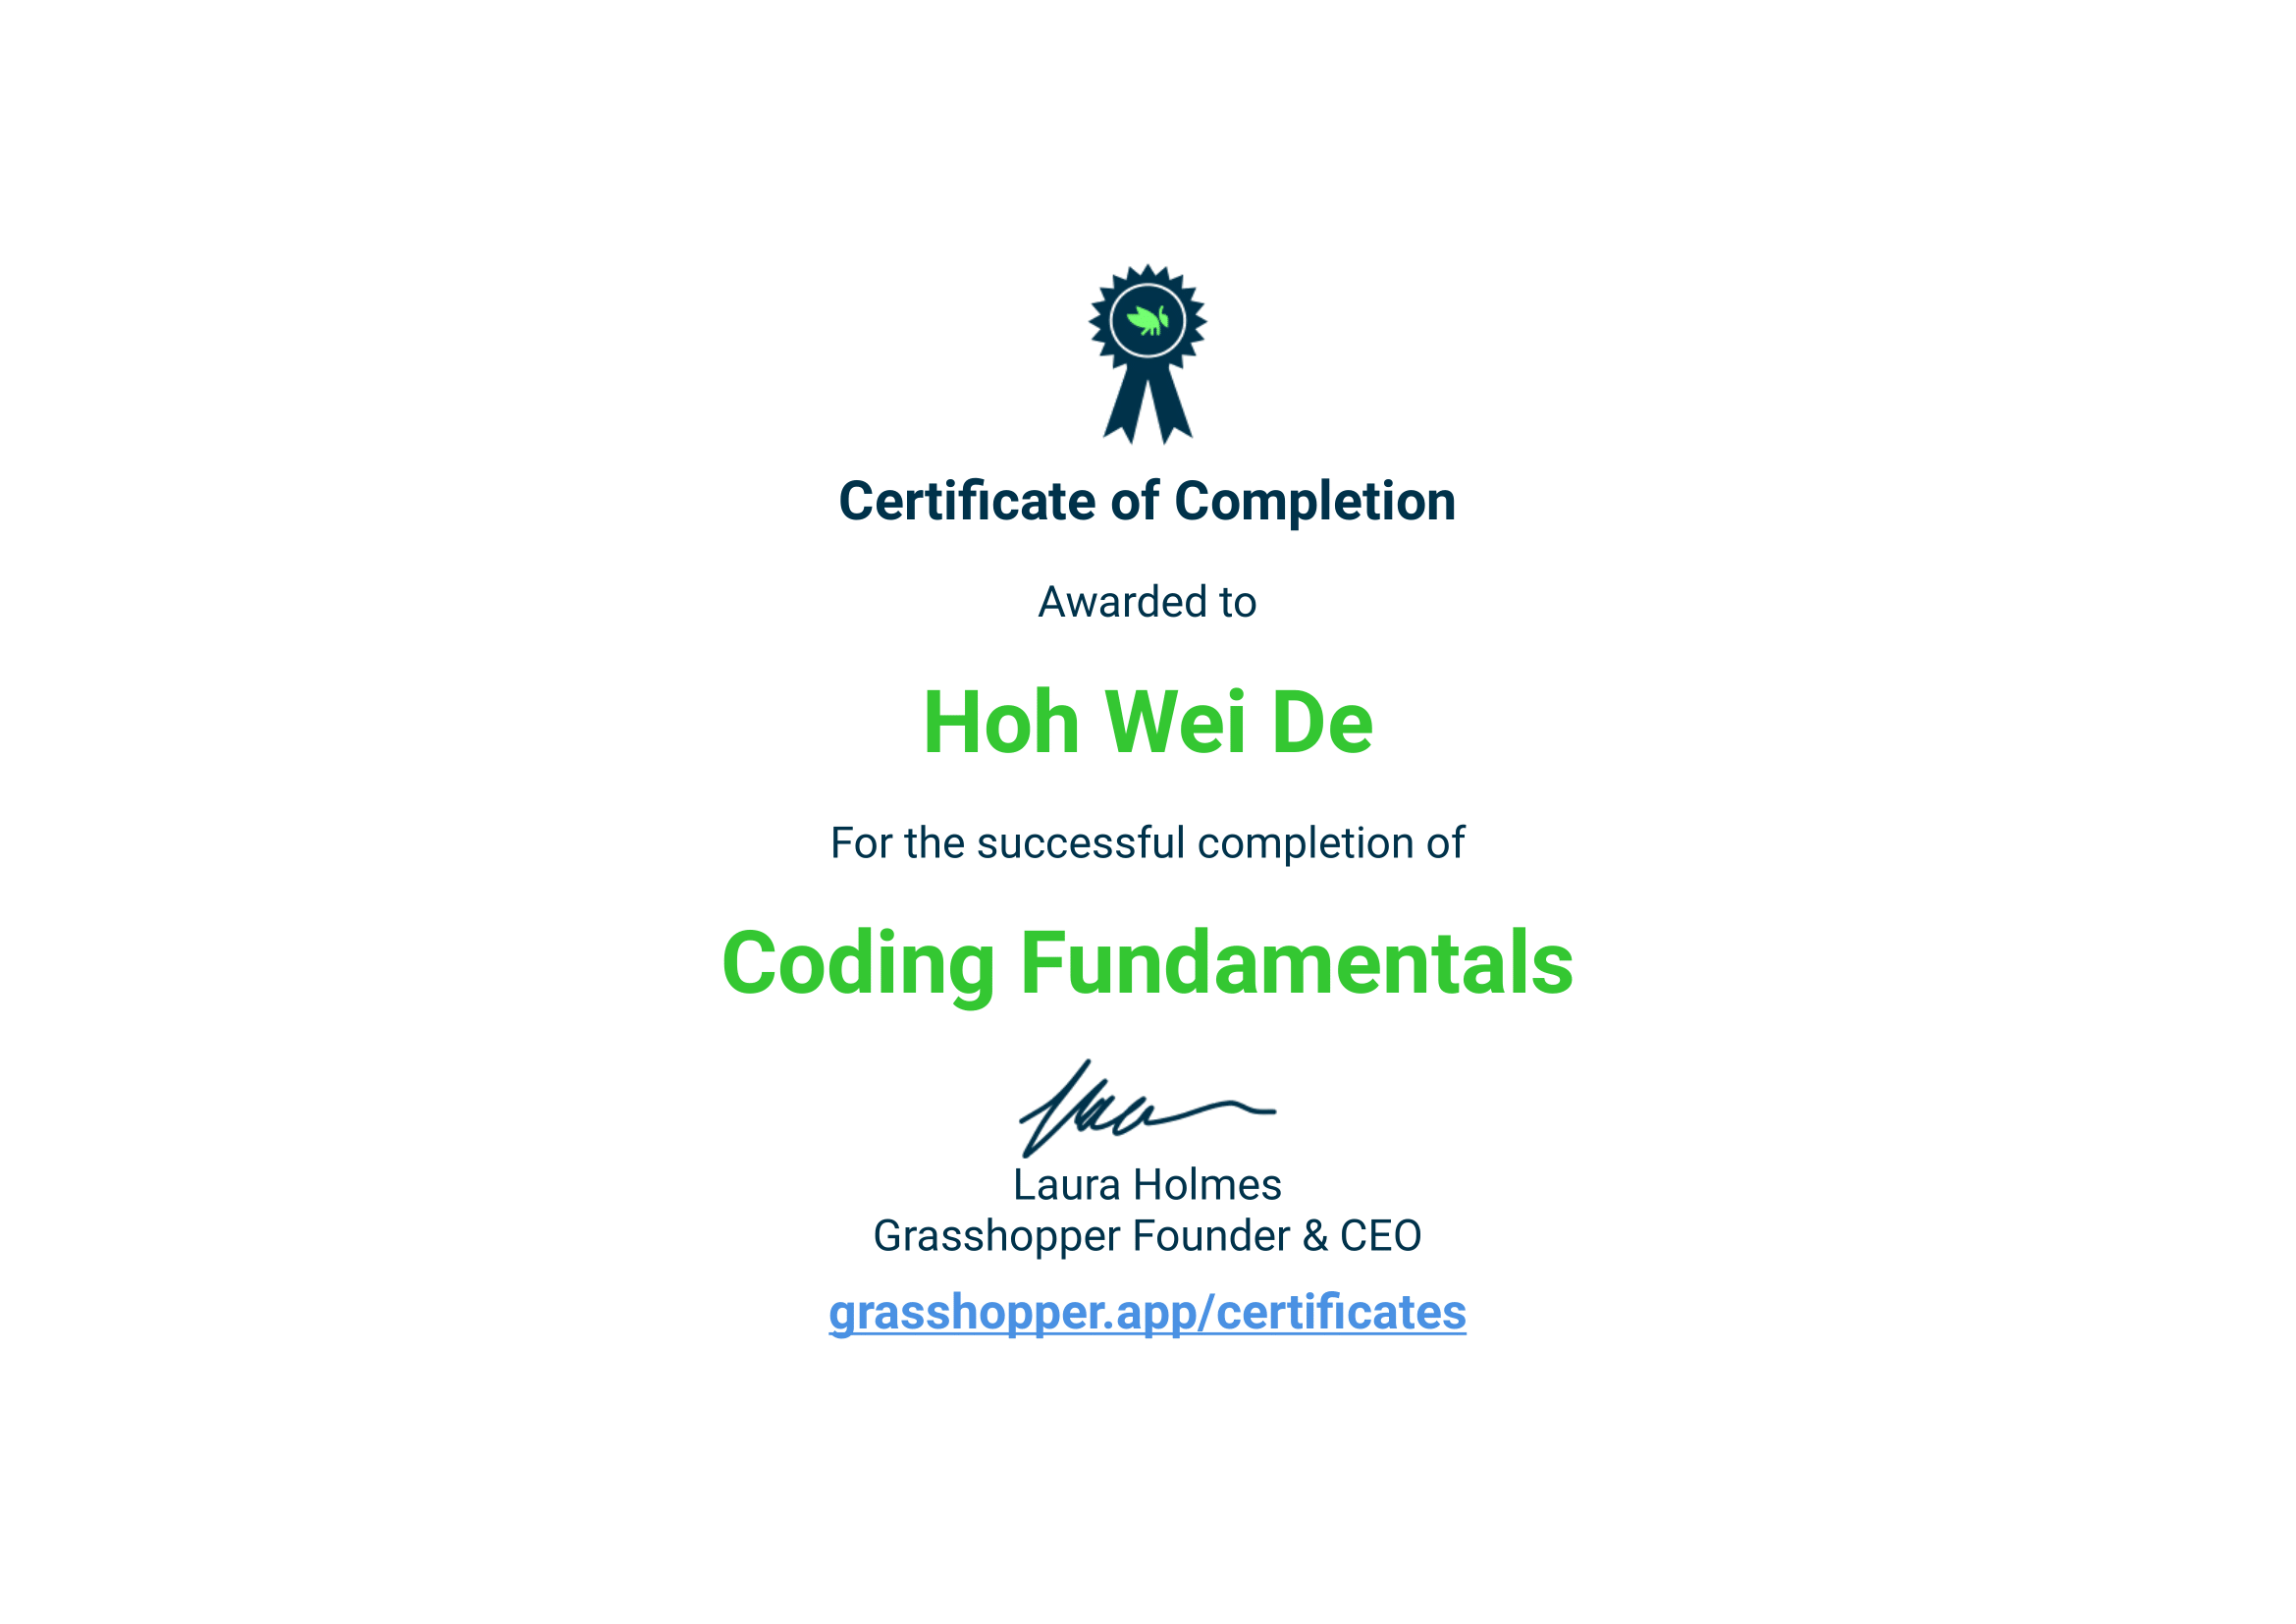 Certificate of Completion
Awarded to
Hoh Wei De
For the successful completion of
Coding Fundamentals
Laura Holmes
Grasshopper Founder & CEO
grasshopper.app/certificates